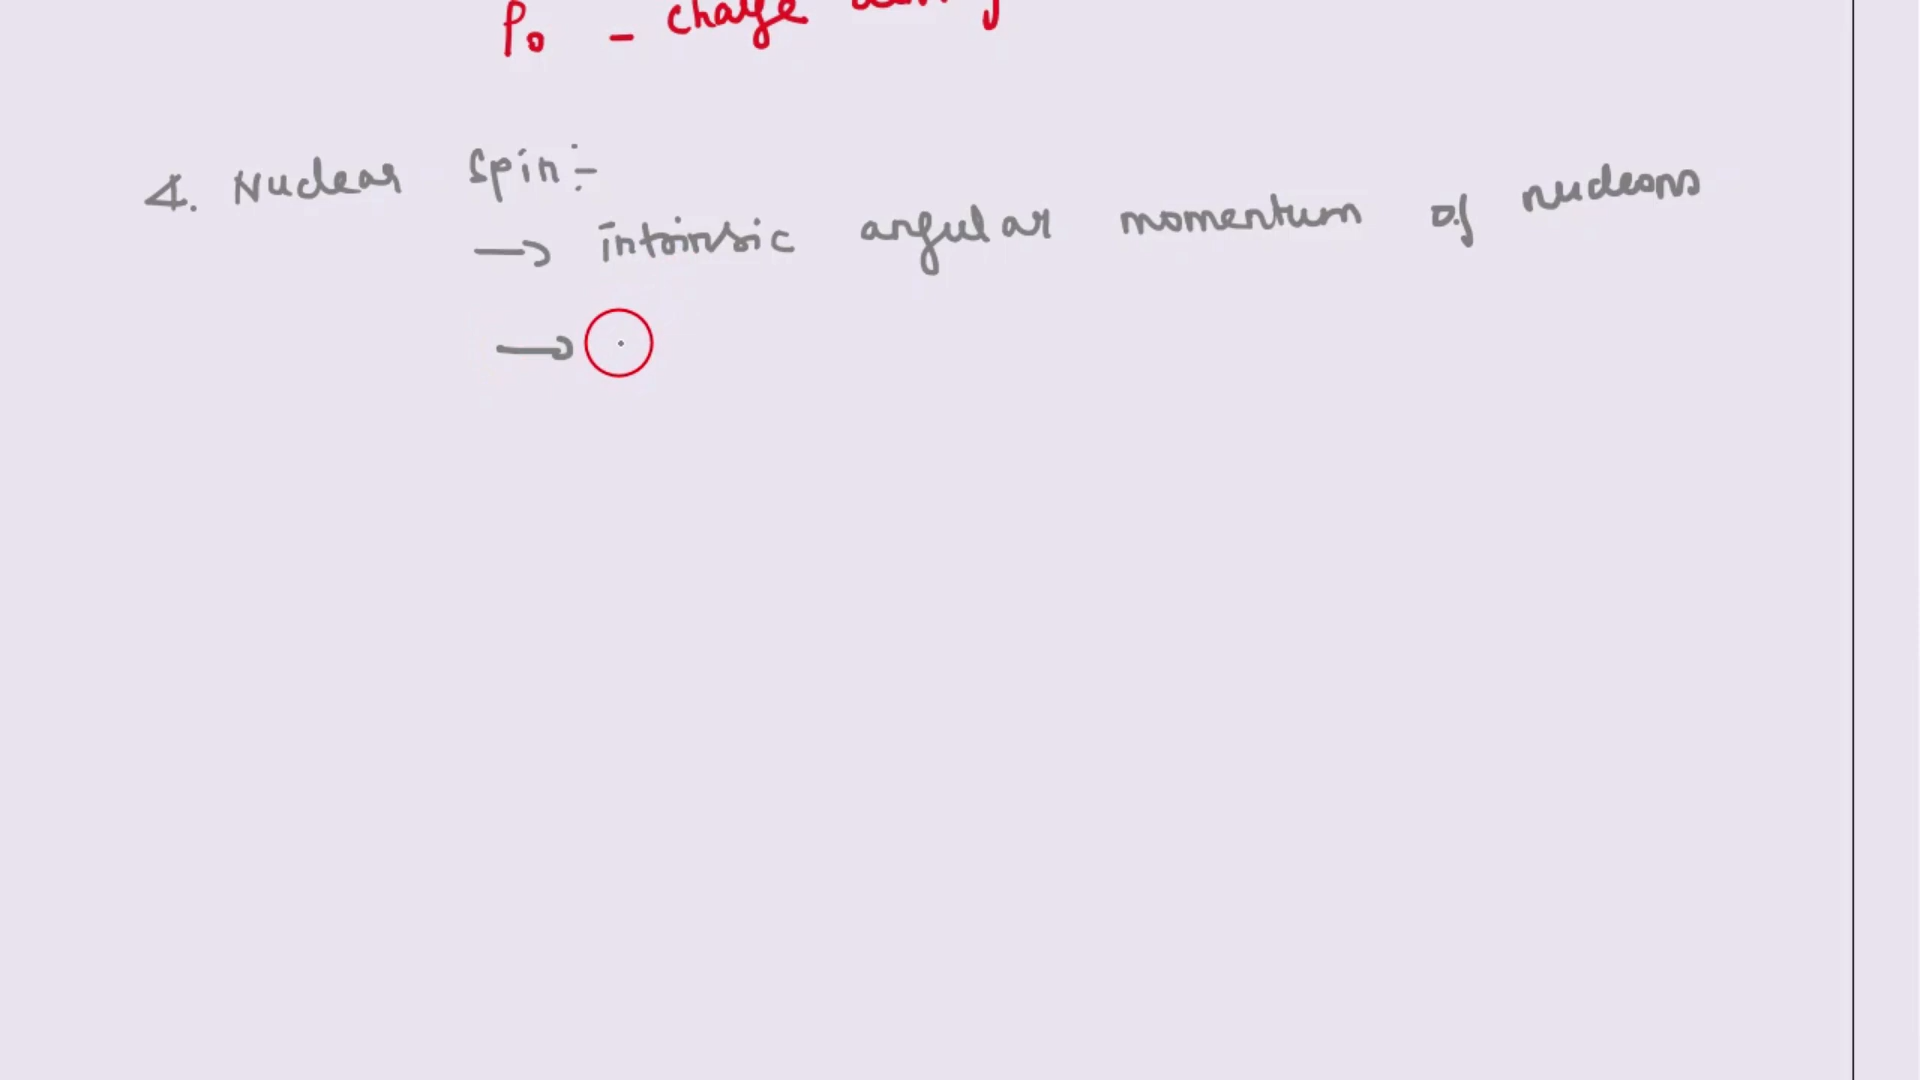 ρ₀ - charge
4. Nuclear Spin:-
→ intrinsic angular momentum of nucleons
→